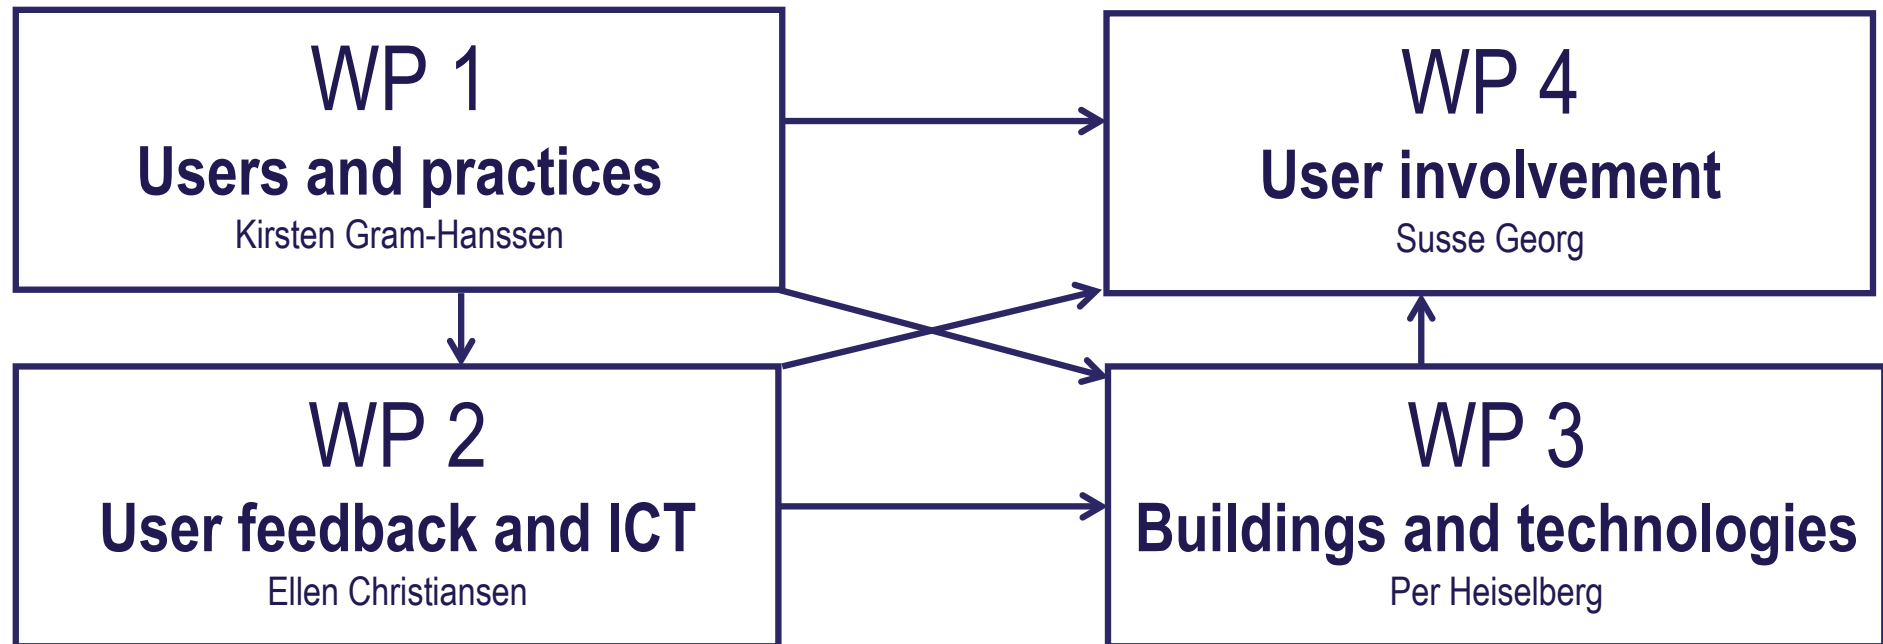 WP 1
Users and practices
Kirsten Gram-Hanssen
WP 4
User involvement
Susse Georg
WP 2
User feedback and ICT
Ellen Christiansen
WP 3
Buildings and technologies
Per Heiselberg